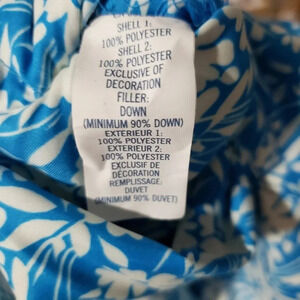 SHELL 1:
100% POLYESTER
SHELL 2:
100% POLYESTER
EXCLUSIVE OF
DECORATION
FILLER:
DOWN
(MINIMUM 90% DOWN)
EXTERIEUR 1:
100% POLYESTER
EXTERIEUR 2:
100% POLYESTER
EXCLUSIF DE
DECORATION
REMPLISSAGE:
DUVET
(MINIMUM 90% DUVET)